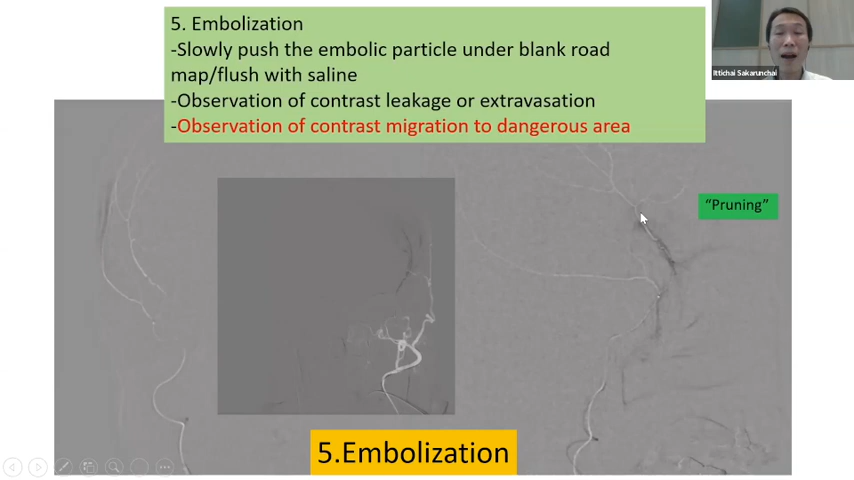 5. Embolization
-Slowly push the embolic particle under blank road
map/flush with saline
-Observation of contrast leakage or extravasation
-Observation of contrast migration to dangerous area
Ittichai Sakarunchai
“Pruning”
5.Embolization